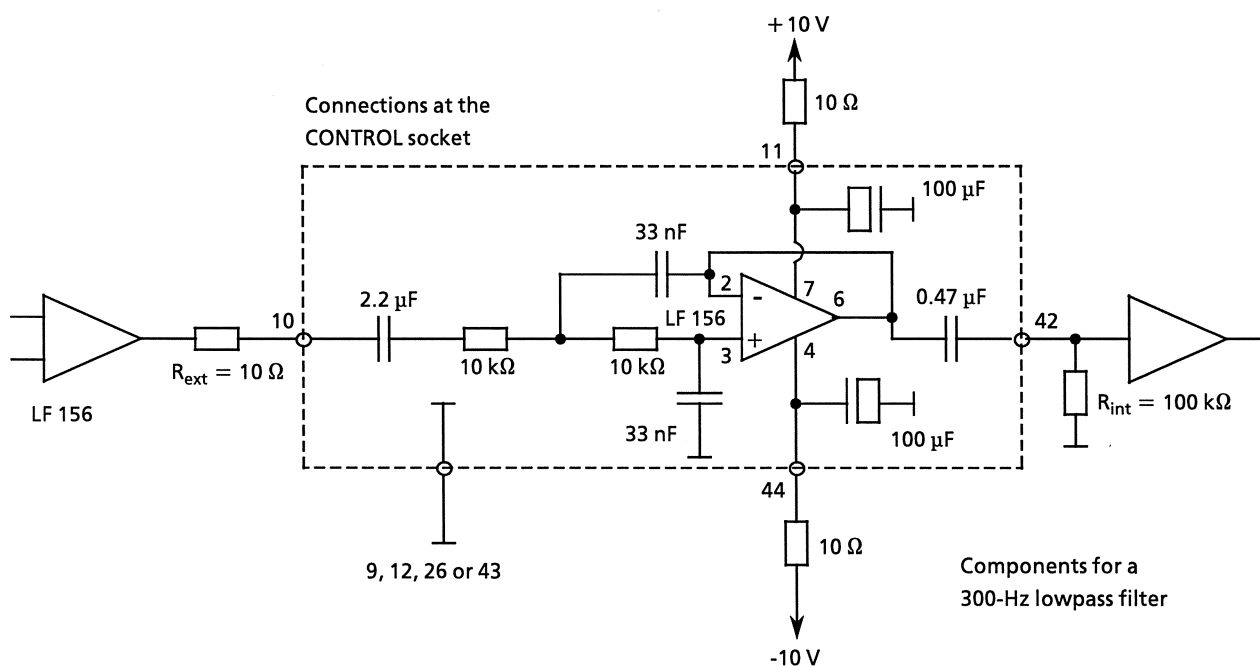 +10 V
10 Ω
Connections at the
CONTROL socket
11
100 µF
33 nF
2
7
6
2.2 µF
0.47 µF
10
LF 156
42
-
+
3
4
10 kΩ
10 kΩ
Rext = 10 Ω
LF 156
Rint = 100 kΩ
33 nF
100 µF
44
10 Ω
9, 12, 26 or 43
Components for a
300-Hz lowpass filter
-10 V